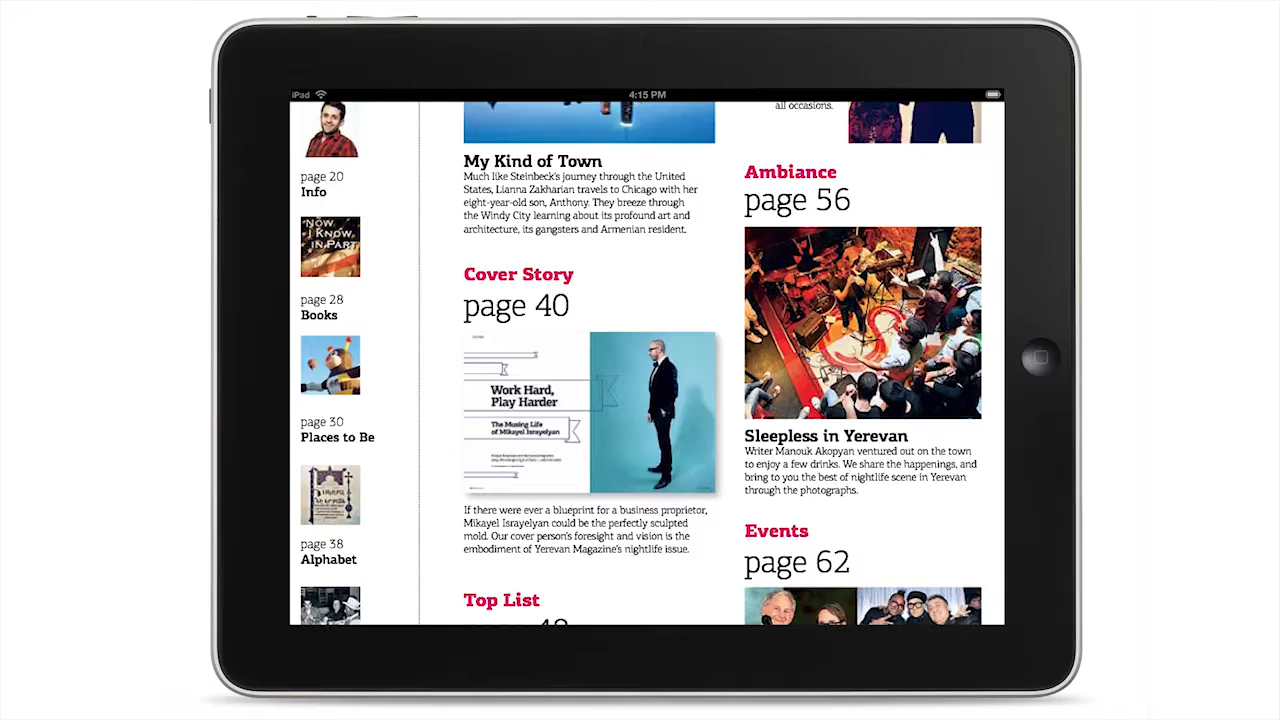 iPad
4:15 PM
page 20
Info
NOW
I KNOW
IN PART
page 28
Books
page 30
Places to Be
page 38
Alphabet
My Kind of Town
Much like Steinbeck's journey through the United
States, Lianna Zakharian travels to Chicago with her
eight-year-old son, Anthony. They breeze through
the Windy City learning about its profound art and
architecture, its gangsters and Armenian resident.
Cover Story
page 40
Work Hard,
Play Harder
The Musing Life
of Mikayel Israyelyan
If there were ever a blueprint for a business proprietor,
Mikayel Israyelyan could be the perfectly sculpted
mold. Our cover person's foresight and vision is the
embodiment of Yerevan Magazine's nightlife issue.
Top List
all occasions.
Ambiance
page 56
Sleepless in Yerevan
Writer Manouk Akopyan ventured out on the town
to enjoy a few drinks. We share the happenings, and
bring to you the best of nightlife scene in Yerevan
through the photographs.
Events
page 62